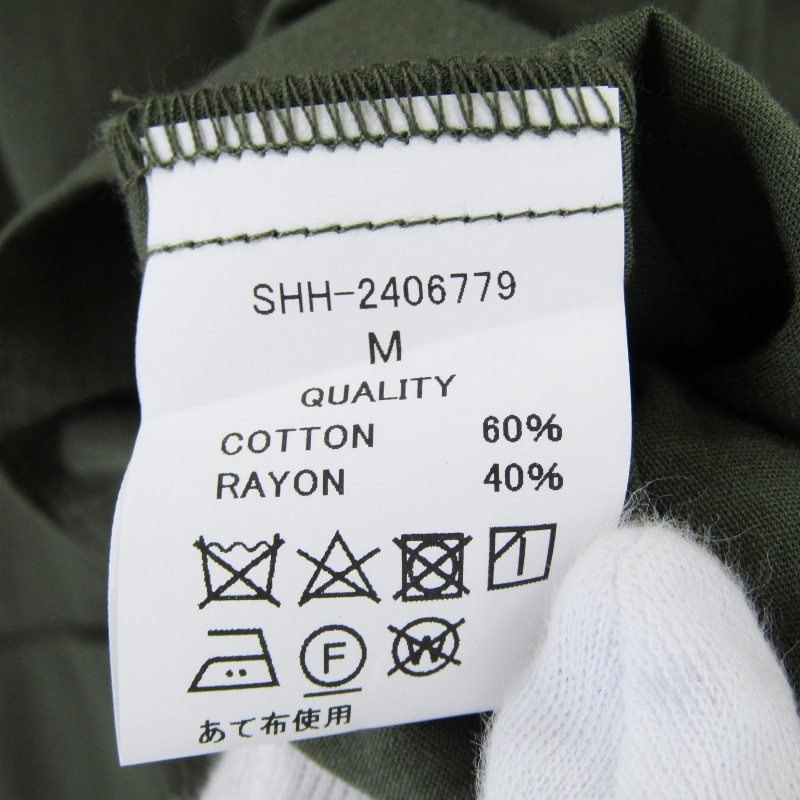 SHH-2406779
M
QUALITY
COTTON 60%
RAYON 40%
F W
あて布使用